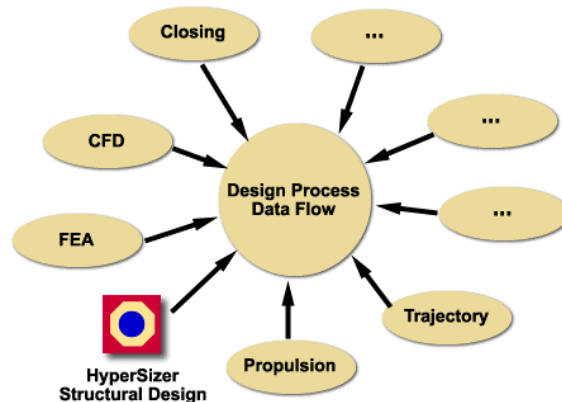 Closing
...
CFD
...
Design Process
Data Flow
...
FEA
Trajectory
Propulsion
HyperSizer
Structural Design